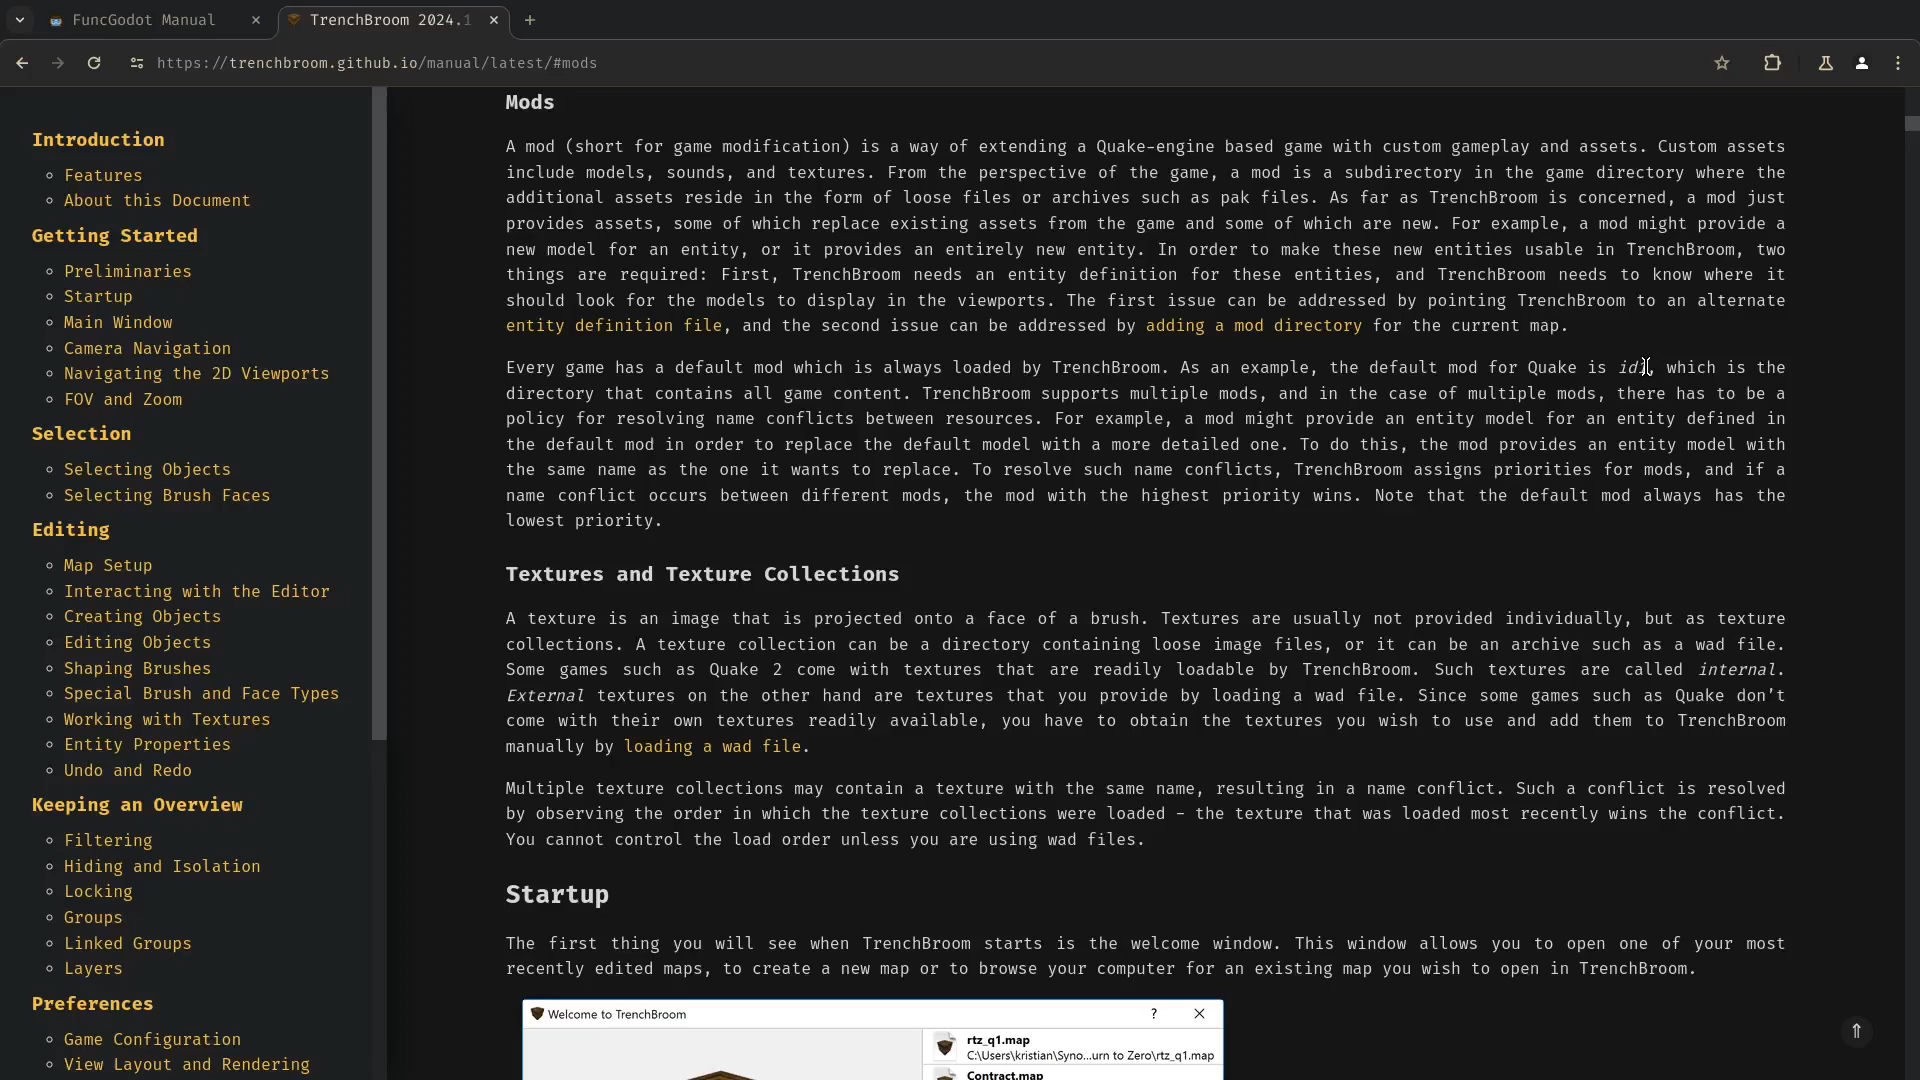 FuncGodot Manual
TrenchBroom 2024.1
https://trenchbroom.github.io/manual/latest/#mods
Introduction
Features
About this Document
Getting Started
Preliminaries
Startup
Main Window
Camera Navigation
Navigating the 2D Viewports
FOV and Zoom
Selection
Selecting Objects
Selecting Brush Faces
Editing
Map Setup
Interacting with the Editor
Creating Objects
Editing Objects
Shaping Brushes
Special Brush and Face Types
Working with Textures
Entity Properties
Undo and Redo
Keeping an Overview
Filtering
Hiding and Isolation
Locking
Groups
Linked Groups
Layers
Preferences
Game Configuration
View Layout and Rendering
Mods
A mod (short for game modification) is a way of extending a Quake-engine based game with custom gameplay and assets. Custom assets
include models, sounds, and textures. From the perspective of the game, a mod is a subdirectory in the game directory where the
additional assets reside in the form of loose files or archives such as pak files. As far as TrenchBroom is concerned, a mod just
provides assets, some of which replace existing assets from the game and some of which are new. For example, a mod might provide a
new model for an entity, or it provides an entirely new entity. In order to make these new entities usable in TrenchBroom, two
things are required: First, TrenchBroom needs an entity definition for these entities, and TrenchBroom needs to know where it
should look for the models to display in the viewports. The first issue can be addressed by pointing TrenchBroom to an alternate
entity definition file, and the second issue can be addressed by adding a mod directory for the current map.
Every game has a default mod which is always loaded by TrenchBroom. As an example, the default mod for Quake is id1, which is the
directory that contains all game content. TrenchBroom supports multiple mods, and in the case of multiple mods, there has to be a
policy for resolving name conflicts between resources. For example, a mod might provide an entity model for an entity defined in
the default mod in order to replace the default model with a more detailed one. To do this, the mod provides an entity model with
the same name as the one it wants to replace. To resolve such name conflicts, TrenchBroom assigns priorities for mods, and if a
name conflict occurs between different mods, the mod with the highest priority wins. Note that the default mod always has the
lowest priority.
Textures and Texture Collections
A texture is an image that is projected onto a face of a brush. Textures are usually not provided individually, but as texture
collections. A texture collection can be a directory containing loose image files, or it can be an archive such as a wad file.
Some games such as Quake 2 come with textures that are readily loadable by TrenchBroom. Such textures are called internal.
External textures on the other hand are textures that you provide by loading a wad file. Since some games such as Quake don’t
come with their own textures readily available, you have to obtain the textures you wish to use and add them to TrenchBroom
manually by loading a wad file.
Multiple texture collections may contain a texture with the same name, resulting in a name conflict. Such a conflict is resolved
by observing the order in which the texture collections were loaded - the texture that was loaded most recently wins the conflict.
You cannot control the load order unless you are using wad files.
Startup
The first thing you will see when TrenchBroom starts is the welcome window. This window allows you to open one of your most
recently edited maps, to create a new map or to browse your computer for an existing map you wish to open in TrenchBroom.
Welcome to TrenchBroom
rtz_q1.map
C:\Users\kristian\Syno...urn to Zero\rtz_q1.map
Contract.map